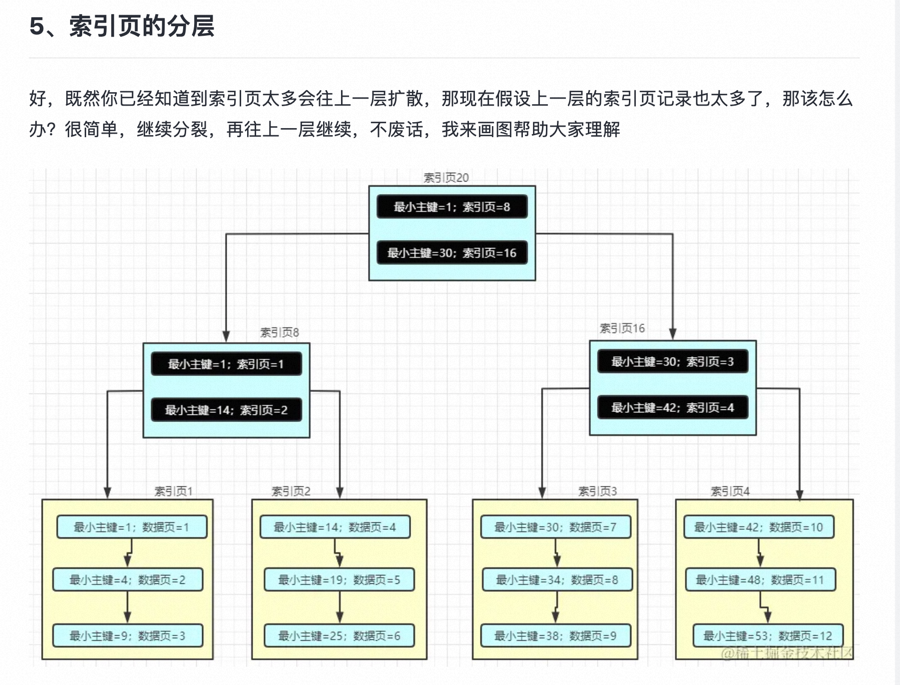 5、索引页的分层
好，既然你已经知道到索引页太多会往上一层扩散，那现在假设上一层的索引页记录也太多了，那该怎么
办？很简单，继续分裂，再往上一层继续，不废话，我来画图帮助大家理解
索引页20
最小主键=1；索引页=8
最小主键=30；索引页=16
索引页8
最小主键=1；索引页=1
最小主键=14；索引页=2
索引页16
最小主键=30；索引页=3
最小主键=42；索引页=4
索引页1
最小主键=1；数据页=1
最小主键=4；数据页=2
最小主键=9；数据页=3
索引页2
最小主键=14；数据页=4
最小主键=19；数据页=5
最小主键=25；数据页=6
索引页3
最小主键=30；数据页=7
最小主键=34；数据页=8
最小主键=38；数据页=9
索引页4
最小主键=42；数据页=10
最小主键=48；数据页=11
最小主键=53；数据页=12
@稀土掘金技术社区